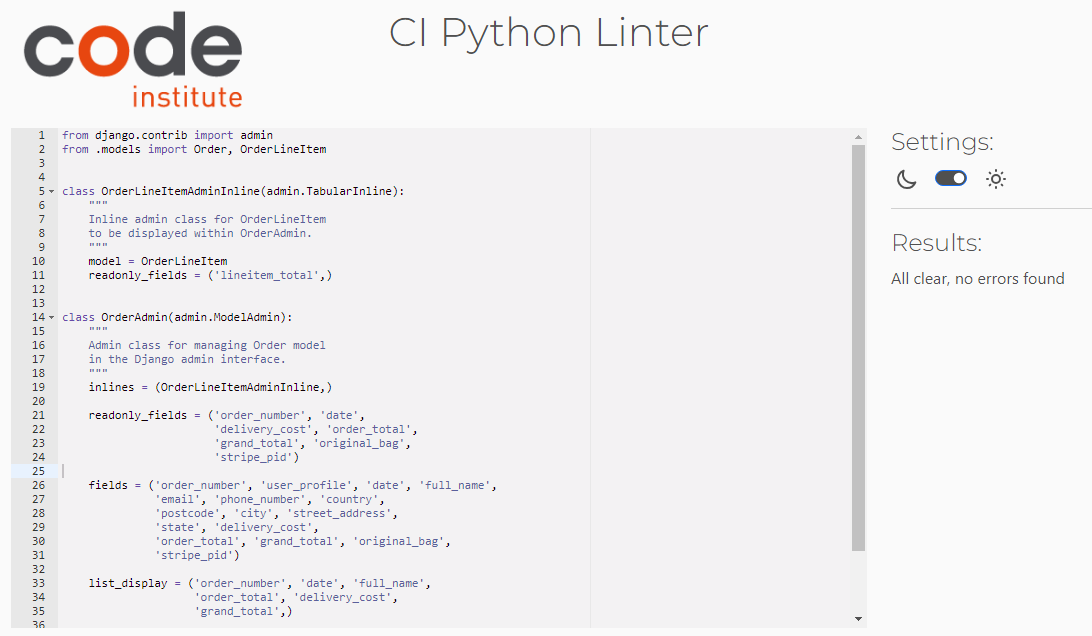 code
institute
CI Python Linter
1 from django.contrib import admin
2 from .models import Order, OrderLineItem
3
4
5 class OrderLineItemAdminInline(admin.TabularInline):
6     """
7     Inline admin class for OrderLineItem
8     to be displayed within OrderAdmin.
9     """
10     model = OrderLineItem
11     readonly_fields = ('lineitem_total',)
12
13
14 class OrderAdmin(admin.ModelAdmin):
15     """
16     Admin class for managing Order model
17     in the Django admin interface.
18     """
19     inlines = (OrderLineItemAdminInline,)
20
21     readonly_fields = ('order_number', 'date',
22                        'delivery_cost', 'order_total',
23                        'grand_total', 'original_bag',
24                        'stripe_pid')
25
26     fields = ('order_number', 'user_profile', 'date', 'full_name',
27               'email', 'phone_number', 'country',
28               'postcode', 'city', 'street_address',
29               'state', 'delivery_cost',
30               'order_total', 'grand_total', 'original_bag',
31               'stripe_pid')
32
33     list_display = ('order_number', 'date', 'full_name',
34                     'order_total', 'delivery_cost',
35                     'grand_total',)
36
Settings:
Results:
All clear, no errors found